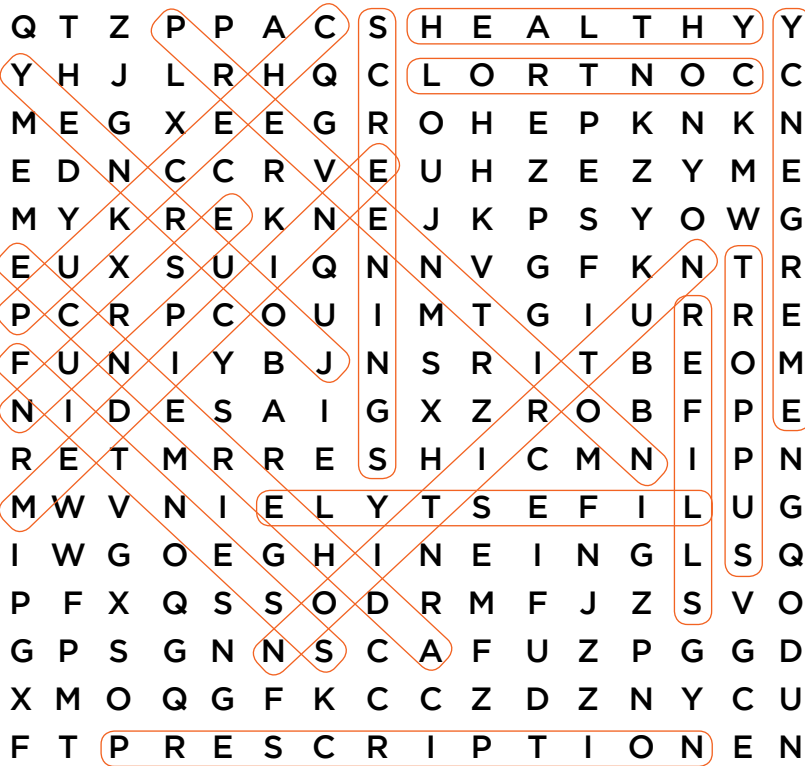 Q T Z P P A C S H E A L T H Y Y
Y H J L R H Q C L O R T N O C C
M E G X E E G R O H E P K N K N
E D N C C R V E U H Z E Z Y M E
M Y K R E K N E J K P S Y O W G
E U X S U I Q N N V G F K N T R
P C R P C O U I M T G I U R R E
F U N I Y B J N S R I T B E O M
N I D E S A I G X Z R O B F P E
R E T M R R E S H I C M N I P N
M W V N I E L Y T S E F I L U G
I W G O E G H I N E I N G L S Q
P F X Q S S O D R M F J Z S V O
G P S G N N S C A F U Z P G G D
X M O Q G F K C C Z D Z N Y C U
F T P R E S C R I P T I O N E N